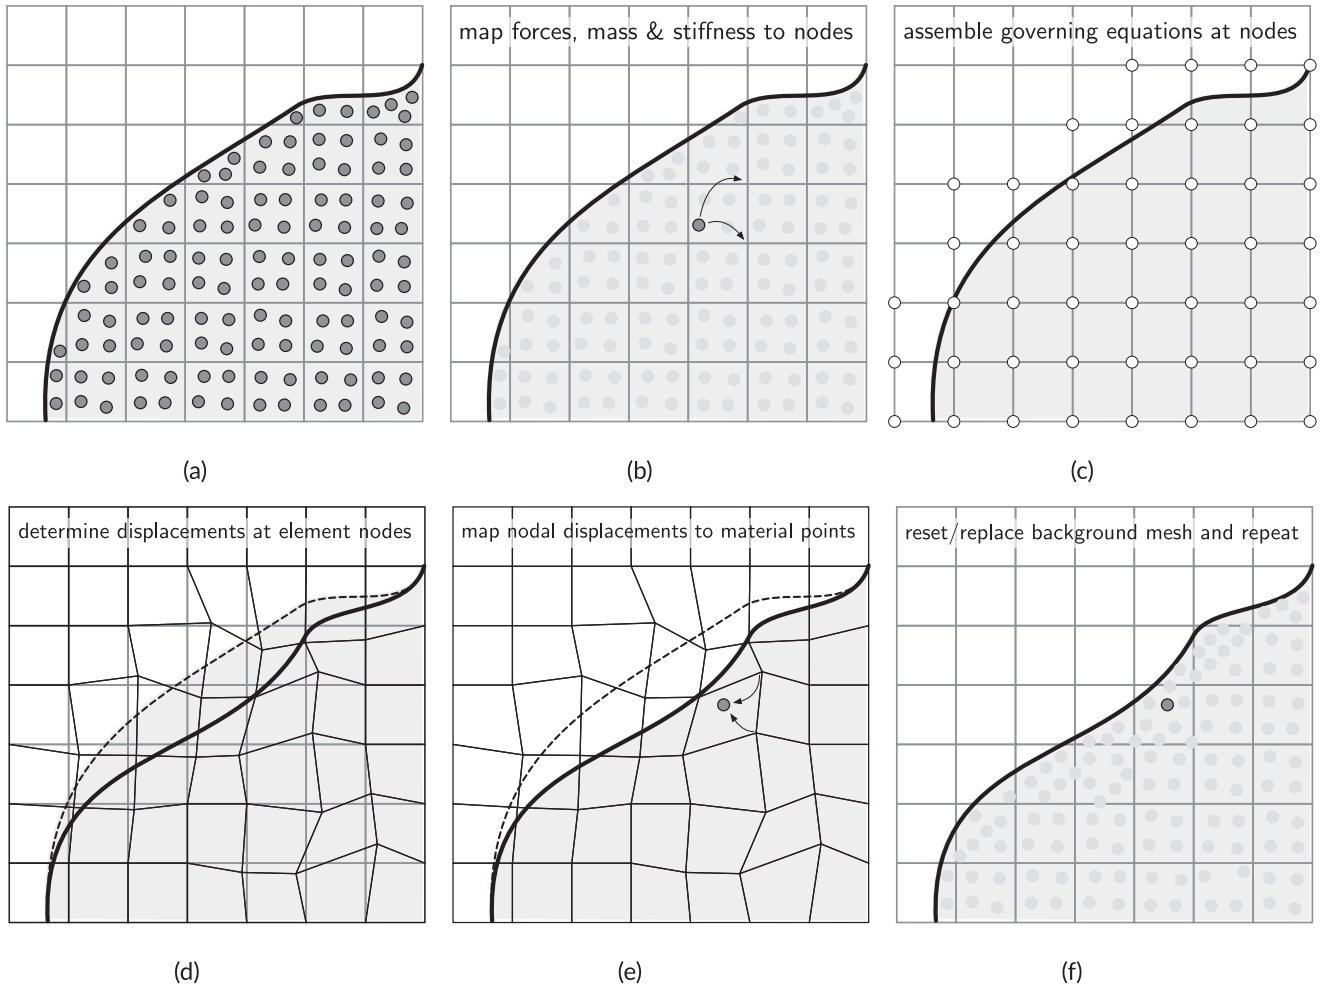 map forces, mass & stiffness to nodes
assemble governing equations at nodes
(a)
(b)
(c)
determine displacements at element nodes
map nodal displacements to material points
reset/replace background mesh and repeat
(d)
(e)
(f)